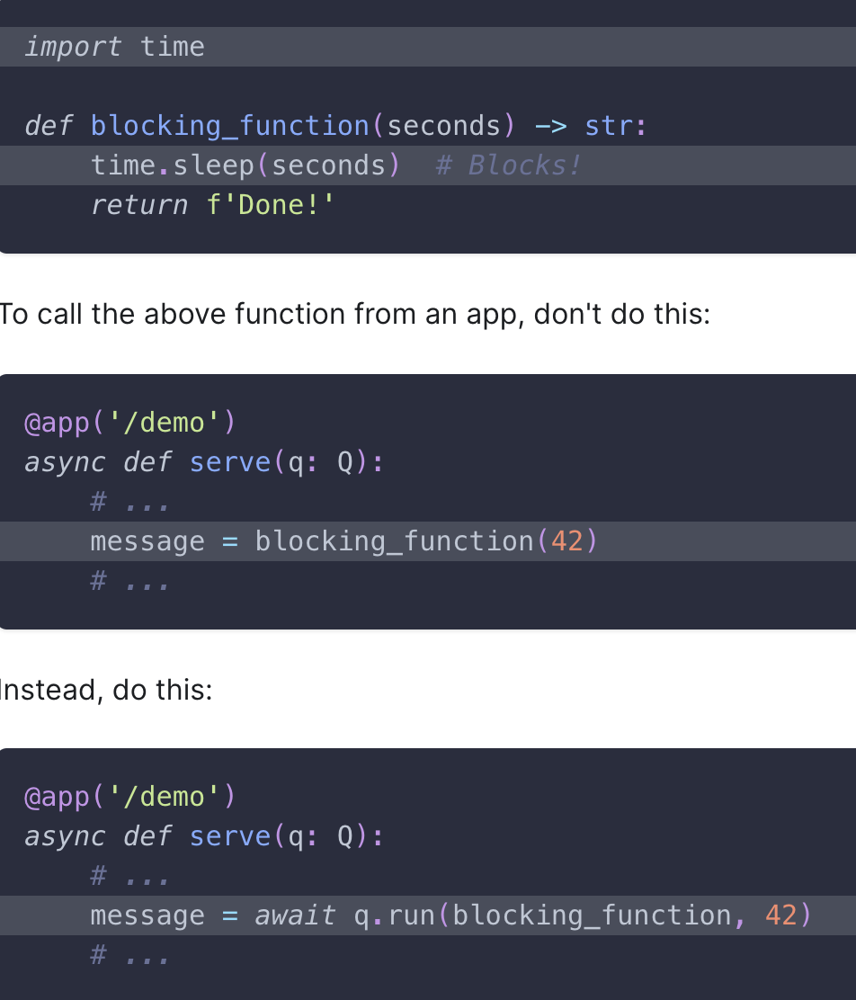 import time
def blocking_function(seconds) -> str:
    time.sleep(seconds)  # Blocks!
    return f'Done!'
To call the above function from an app, don't do this:
@app('/demo')
async def serve(q: Q):
    # ...
    message = blocking_function(42)
    # ...
Instead, do this:
@app('/demo')
async def serve(q: Q):
    # ...
    message = await q.run(blocking_function, 42)
    # ...